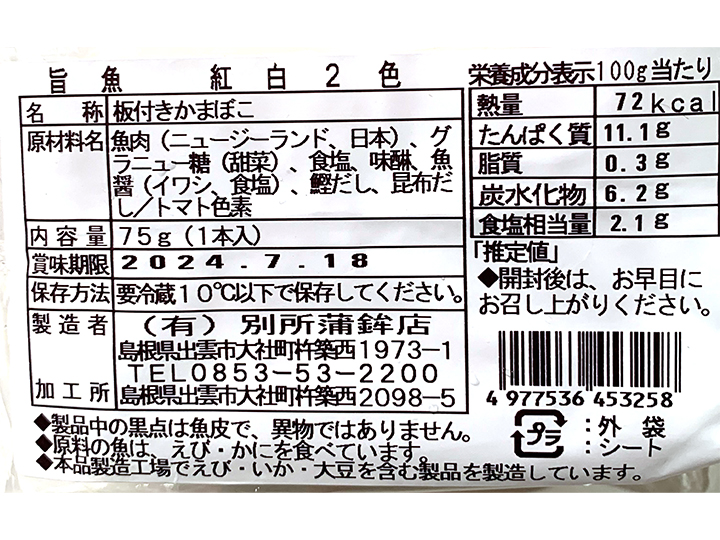 旨魚 紅白2色
名称 板付きかまぼこ
原材料名 魚肉(ニュージーランド、日本)、グ
ラニュー糖(甜菜)、食塩、味醂、魚
醤(イワシ、食塩)、鰹だし、昆布だ
し/トマト色素
内容量 75g(1本入)
賞味期限 2024.7.18
保存方法 要冷蔵10℃以下で保存してください。
製造者 (有)別所蒲鉾店
島根県出雲市大社町杵築西1973-1
TEL0853-53-2200
加工所 島根県出雲市大社町杵築西2098-5
◆製品中の黒点は魚皮で、異物ではありません。
◆原料の魚は、えび・かにを食べています。
◆本品製造工場でえび・いか・大豆を含む製品を製造しています。
栄養成分表示100g当たり
熱量 72kcal
たんぱく質 11.1g
脂質 0.3g
炭水化物 6.2g
食塩相当量 2.1g
「推定値」
◆開封後は、お早目に
お召し上がりください。
4 977536 453258
プラ :外袋
:シート